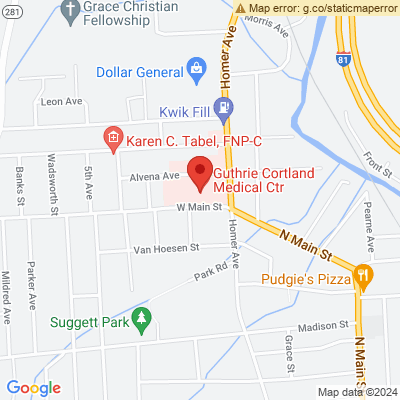 Grace Christian
Fellowship
Morris Ave
⚠ Map error: g.co/staticmaperror
281
Homer Ave
Dollar General
81
Leon Ave
Kwik Fill
Karen C. Tabel, FNP-C
Front St
5th Ave
Alvena Ave
Guthrie Cortland
Medical Ctr
Banks St
Wadsworth St
W Main St
Pearne Ave
N Main St
Homer Ave
Van Hoesen St
Park Rd
Pudgie's Pizza
Mildred Ave
Parker Ave
Suggett Park
Madison St
Grace St
N Main St
Google
Map data ©2024